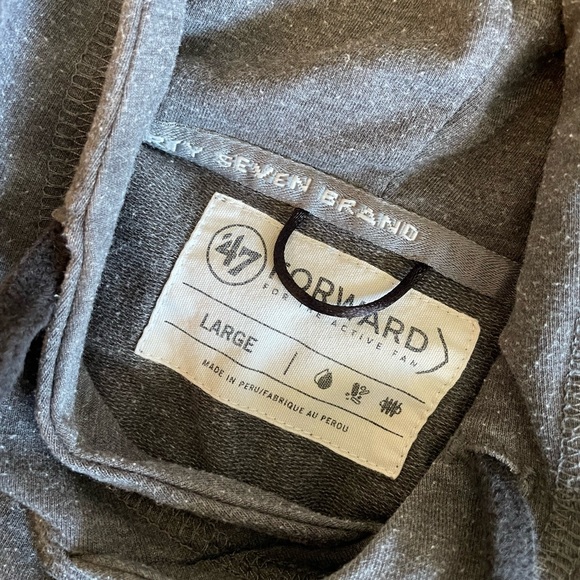 SEVEN BRAND
'47 FORWARD
FOR THE ACTIVE FAN
LARGE
MADE IN PERU/FABRIQUE AU PEROU